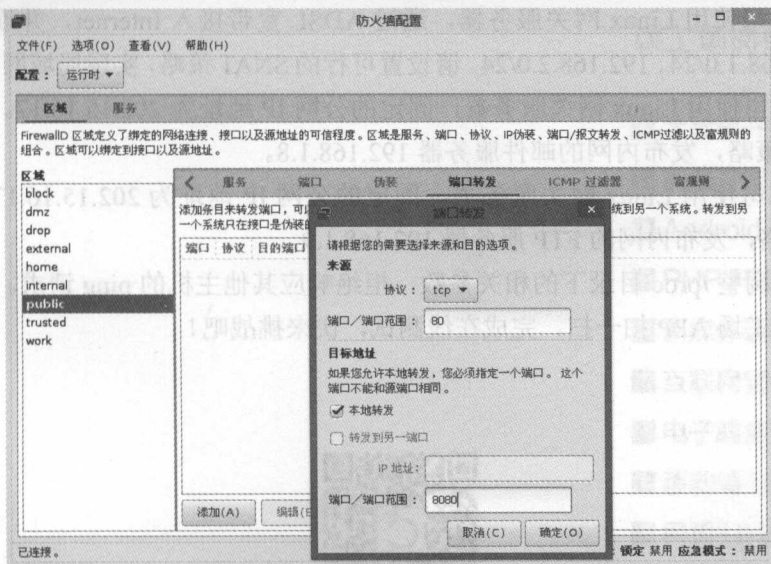 防火墙配置
文件(F) 选项(O) 查看(V) 帮助(H)
配置： 运行时
区域 服务
FirewallD 区域定义了绑定的网络连接、接口以及源地址的可信程度。区域是服务、端口、协议、IP伪装、端口/报文转发、ICMP过滤以及富规则的
组合。区域可以绑定到接口以及源地址。
区域
block
dmz
drop
external
home
internal
public
trusted
work
服务 端口 伪装 端口转发 ICMP 过滤器 富规则
添加条目来转发端口，可以
统到另一个系统。转发到另
一个系统只在接口是伪装的
端口 协议 目的端口
端口转发
请根据您的需要选择来源和目的选项。
来源
协议： tcp
端口／端口范围： 80
目标地址
如果您允许本地转发，您必须指定一个端口。 这个
端口不能和源端口相同。
本地转发
转发到另一端口
IP 地址：
端口／端口范围： 8080
取消(C) 确定(O)
添加(A) 编辑(E
已连接。
锁定 禁用 应急模式： 禁用